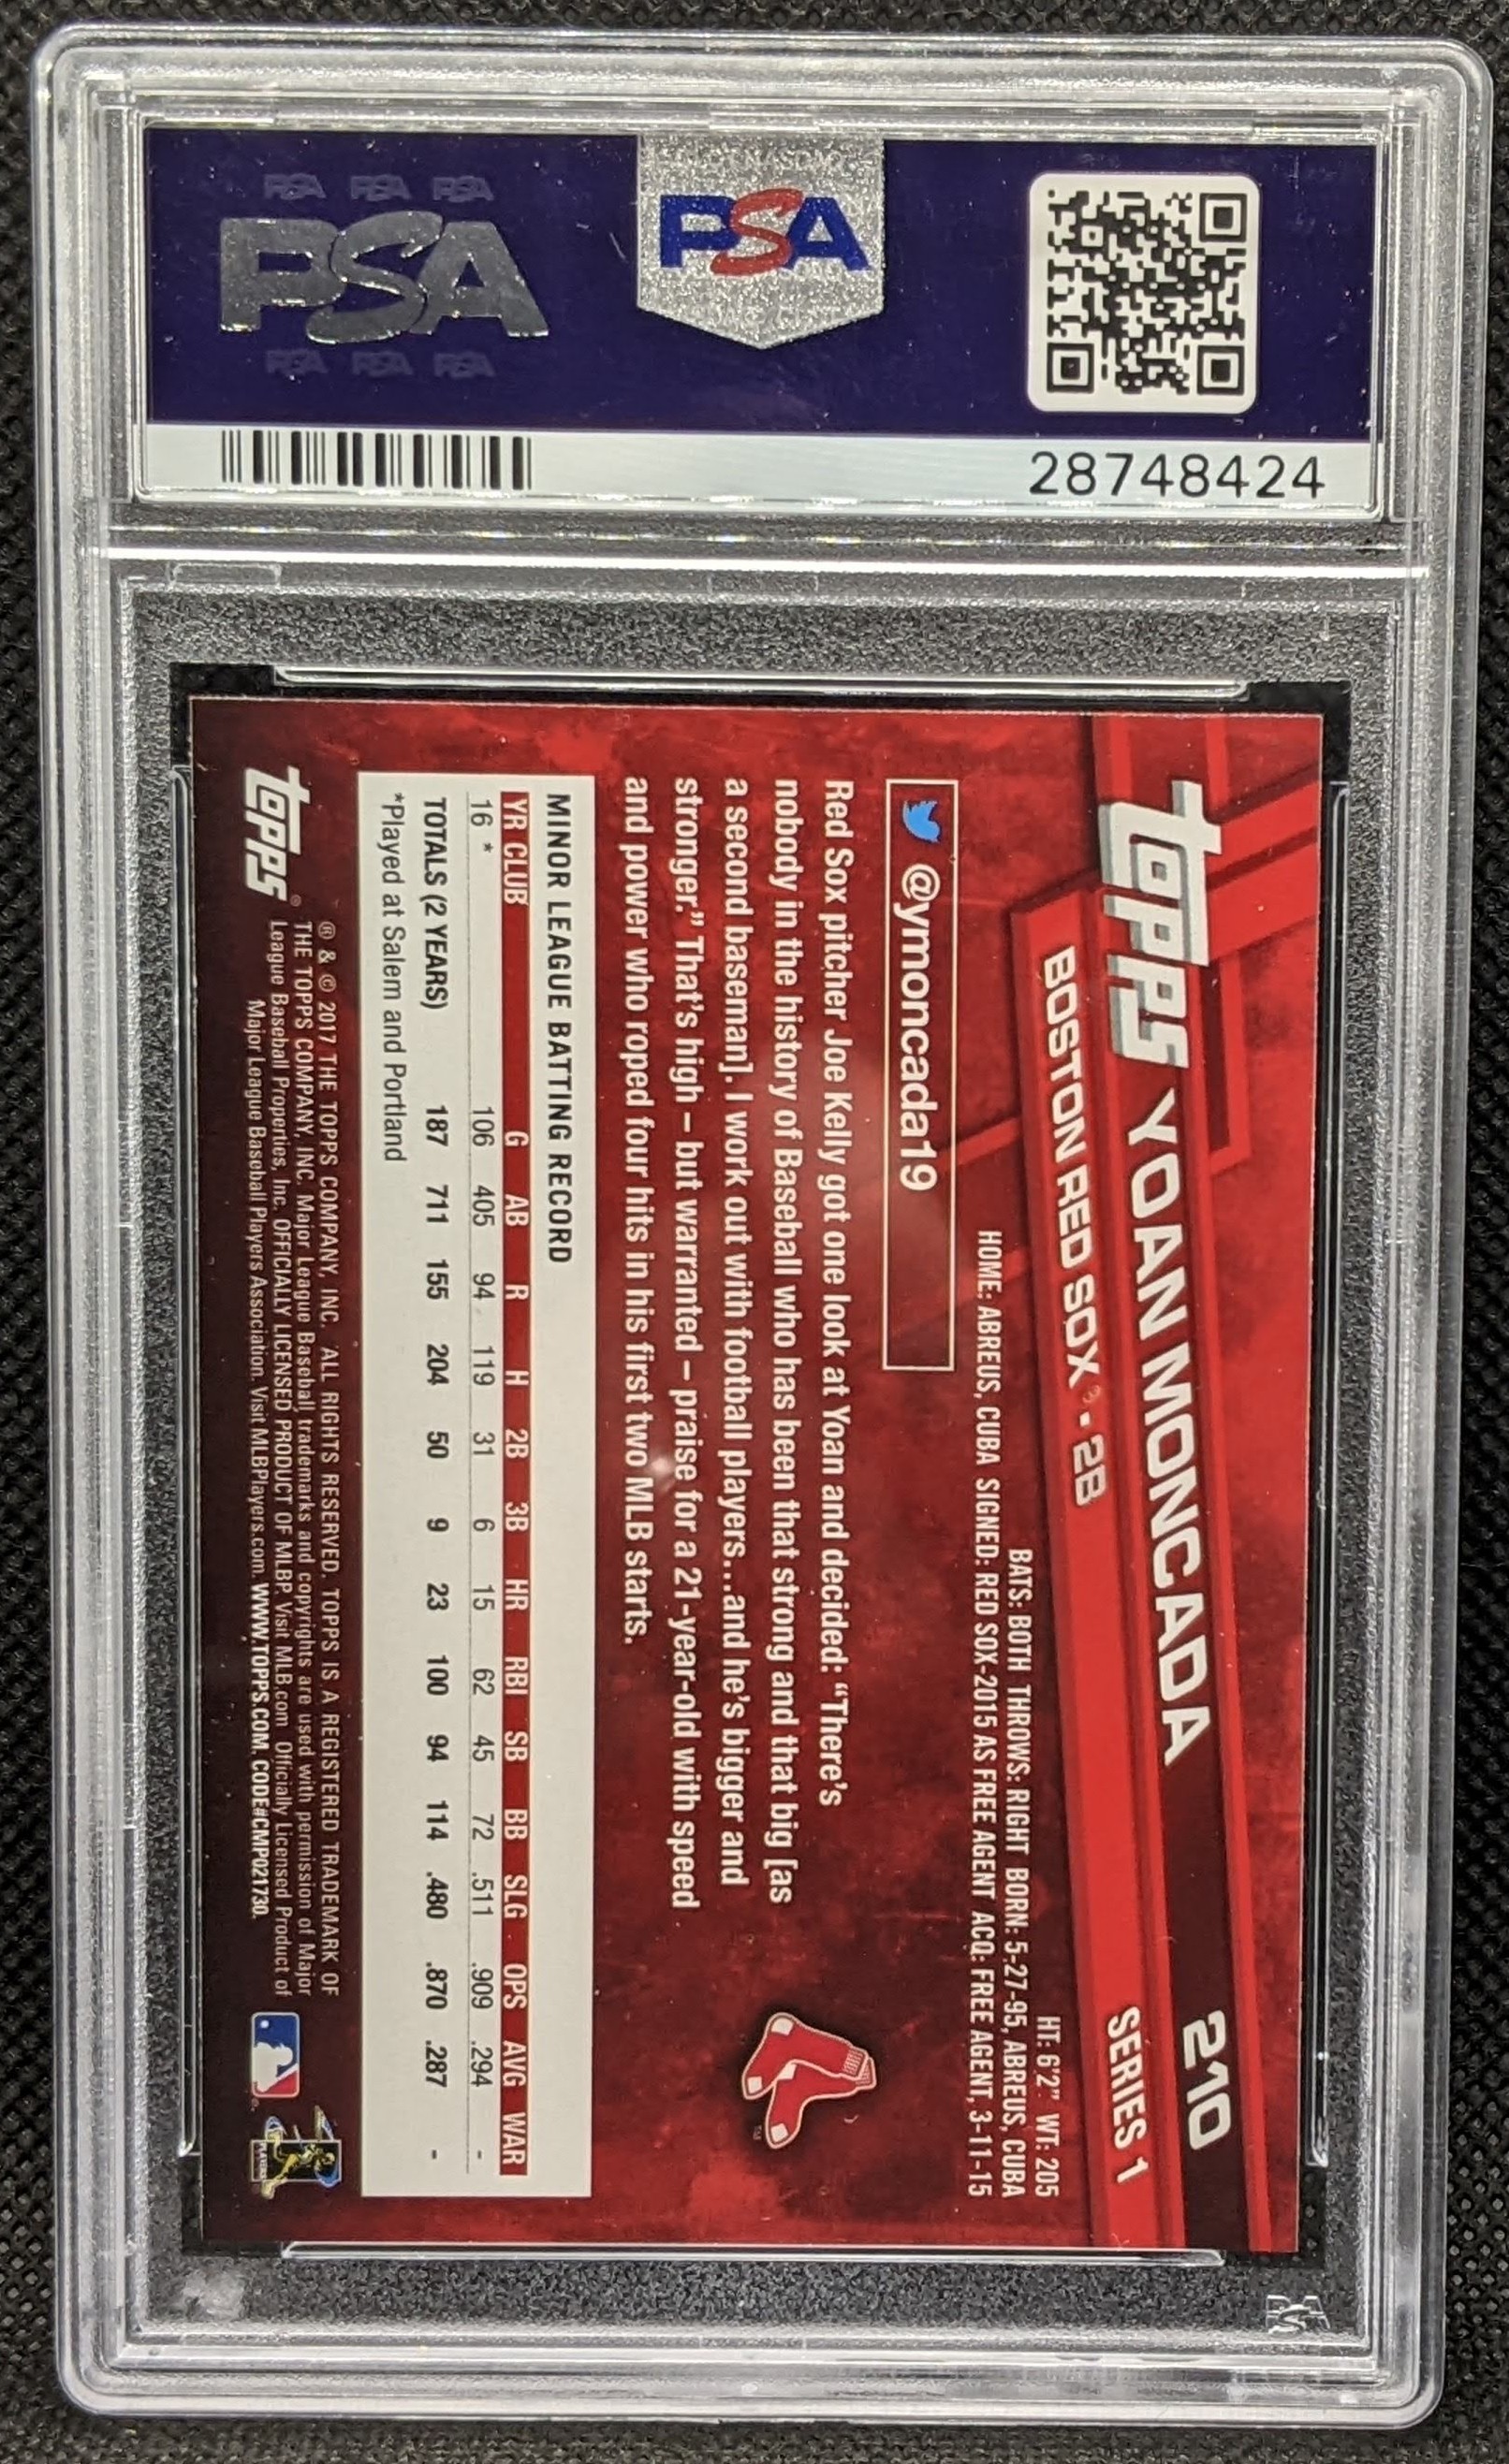 PSA PSA PSA
PSA
PSA PSA PSA
PSA
28748424
topps YOAN MONCADA 210
BOSTON RED SOX® • 2B SERIES 1
HT: 6'2" WT: 205
BATS: BOTH THROWS: RIGHT BORN: 5-27-95, ABREUS, CUBA
HOME: ABREUS, CUBA SIGNED: RED SOX-2015 AS FREE AGENT ACQ: FREE AGENT, 3-11-15
@ymoncada19
Red Sox pitcher Joe Kelly got one look at Yoan and decided: “There’s
nobody in the history of Baseball who has been that strong and that big [as
a second baseman]. I work out with football players…and he’s bigger and
stronger.” That’s high – but warranted – praise for a 21-year-old with speed
and power who roped four hits in his first two MLB starts.
MINOR LEAGUE BATTING RECORD
YR CLUB G AB R H 2B 3B HR RBI SB BB SLG OPS AVG WAR
16 * 106 405 94 119 31 6 15 62 45 72 .511 .909 .294 -
TOTALS (2 YEARS) 187 711 155 204 50 9 23 100 94 114 .480 .870 .287 -
*Played at Salem and Portland
topps®
® & © 2017 THE TOPPS COMPANY, INC. ALL RIGHTS RESERVED. TOPPS IS A REGISTERED TRADEMARK OF
THE TOPPS COMPANY, INC. Major League Baseball trademarks and copyrights are used with permission of Major
League Baseball Properties, Inc. OFFICIALLY LICENSED PRODUCT OF MLBP. Visit MLB.com Officially Licensed Product of
Major League Baseball Players Association. Visit MLBPlayers.com. WWW.TOPPS.COM. CODE#CMP021730.
PLAYERS
PSA